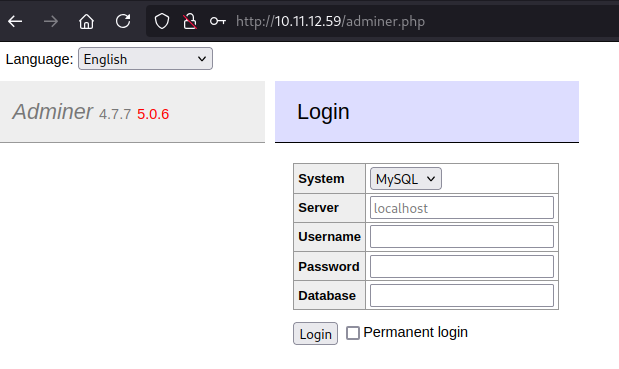 http://10.11.12.59/adminer.php
Language: English
Adminer 4.7.7 5.0.6
Login
System MySQL
Server localhost
Username
Password
Database
Login Permanent login